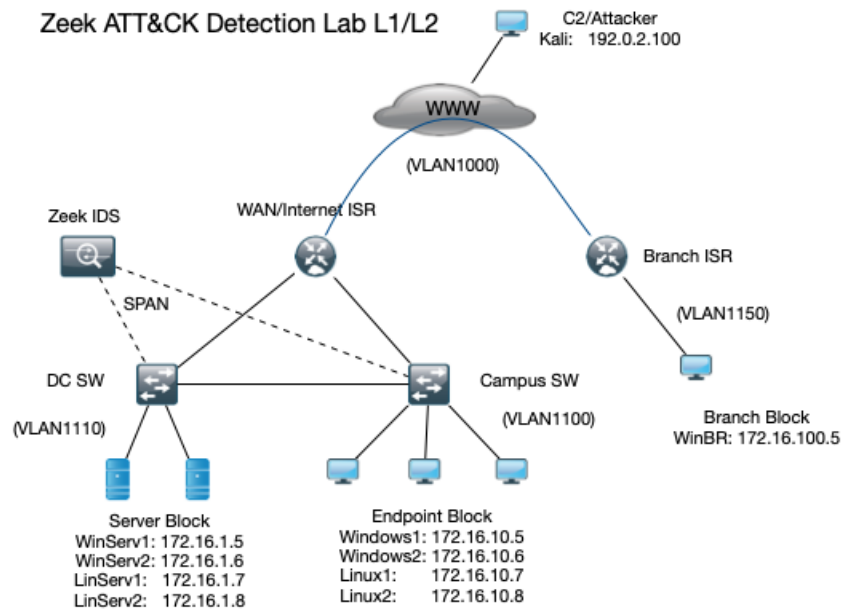 Zeek ATT&CK Detection Lab L1/L2
C2/Attacker
Kali: 192.0.2.100
WWW
(VLAN1000)
Zeek IDS
WAN/Internet ISR
Branch ISR
SPAN
(VLAN1150)
DC SW
Campus SW
(VLAN1110)
(VLAN1100)
Branch Block
WinBR: 172.16.100.5
Server Block
WinServ1: 172.16.1.5
WinServ2: 172.16.1.6
LinServ1: 172.16.1.7
LinServ2: 172.16.1.8
Endpoint Block
Windows1: 172.16.10.5
Windows2: 172.16.10.6
Linux1: 172.16.10.7
Linux2: 172.16.10.8